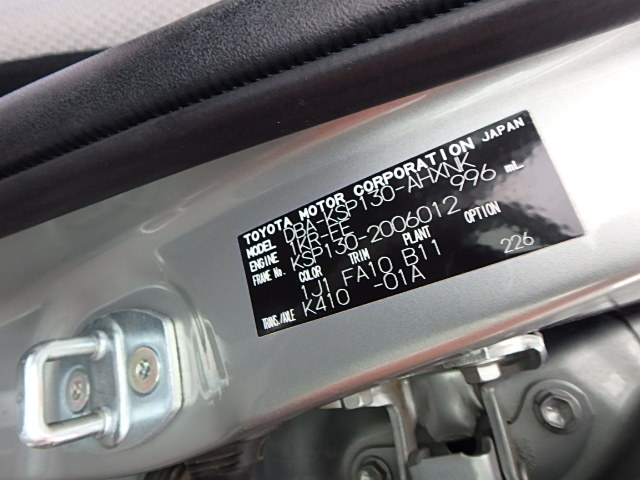 TOYOTA MOTOR CORPORATION JAPAN
MODEL DBA-KSP130-AHXNK
ENGINE 1KR-FE 996 mL
FRAME No. KSP130-2006012
COLOR TRIM PLANT OPTION
1J1 FA10 B11 226
TRANS./AXLE K410 -01A